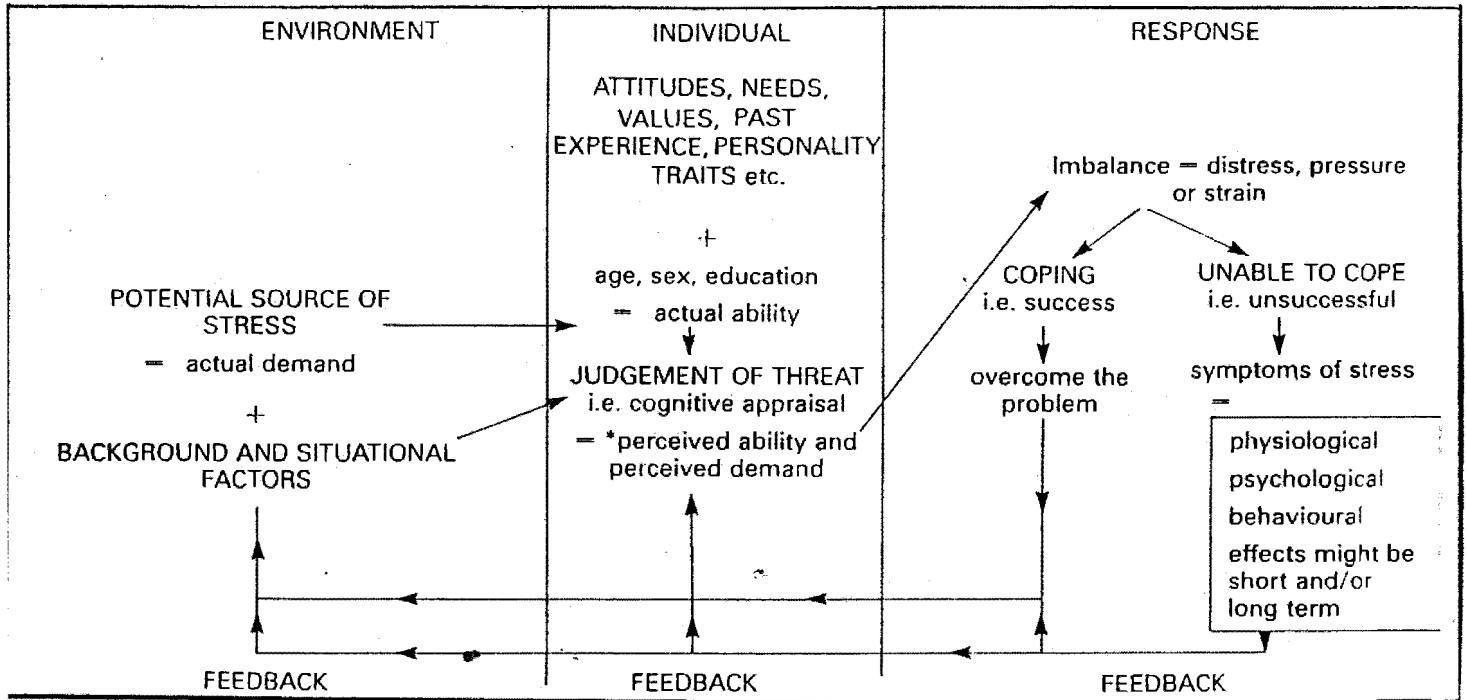 ENVIRONMENT
POTENTIAL SOURCE OF
STRESS
= actual demand
+
BACKGROUND AND SITUATIONAL
FACTORS
FEEDBACK
INDIVIDUAL
ATTITUDES, NEEDS,
VALUES, PAST
EXPERIENCE, PERSONALITY
TRAITS etc.
+
age, sex, education
= actual ability
JUDGEMENT OF THREAT
i.e. cognitive appraisal
= *perceived ability and
perceived demand
FEEDBACK
RESPONSE
Imbalance = distress, pressure
or strain
COPING
i.e. success
overcome the
problem
UNABLE TO COPE
i.e. unsuccessful
symptoms of stress
=
physiological
psychological
behavioural
effects might be
short and/or
long term
FEEDBACK